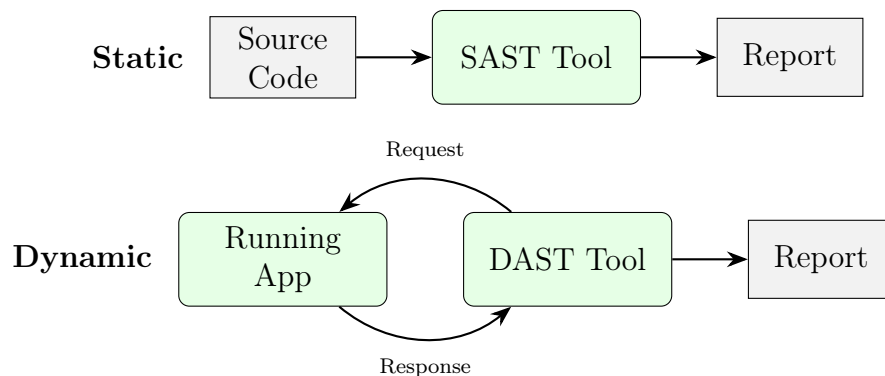 Static
Source
Code
SAST Tool
Report
Request
Dynamic
Running
App
DAST Tool
Report
Response